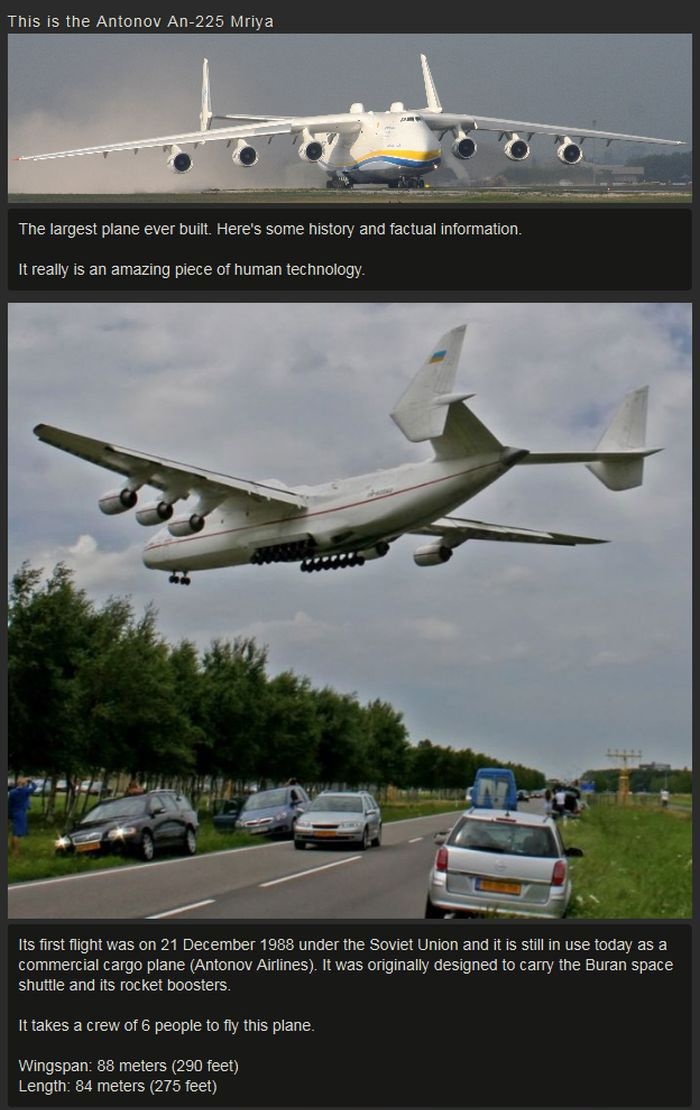 This is the Antonov An-225 Mriya
The largest plane ever built. Here's some history and factual information.
It really is an amazing piece of human technology.
Its first flight was on 21 December 1988 under the Soviet Union and it is still in use today as a
commercial cargo plane (Antonov Airlines). It was originally designed to carry the Buran space
shuttle and its rocket boosters.
It takes a crew of 6 people to fly this plane.
Wingspan: 88 meters (290 feet)
Length: 84 meters (275 feet)